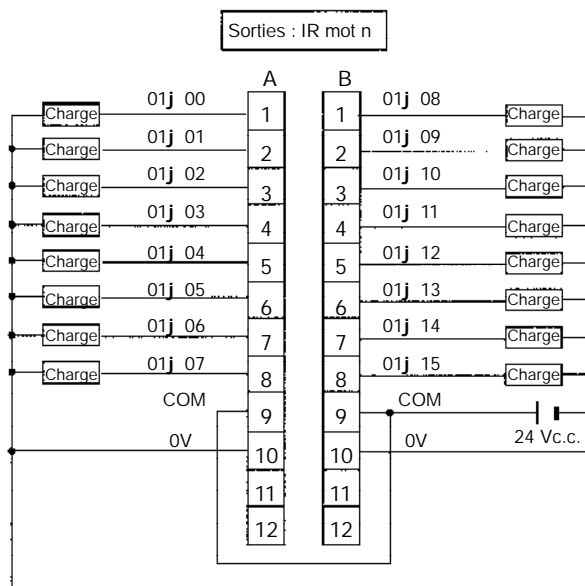 Sorties : IR mot n
A B
Charge 01j 00 1 1 01j 08 Charge
Charge 01j 01 2 2 01j 09 Charge
Charge 01j 02 3 3 01j 10 Charge
Charge 01j 03 4 4 01j 11 Charge
Charge 01j 04 5 5 01j 12 Charge
Charge 01j 05 6 6 01j 13 Charge
Charge 01j 06 7 7 01j 14 Charge
Charge 01j 07 8 8 01j 15 Charge
COM 9 9 COM
24 Vc.c.
0V 10 10 0V
11 11
12 12